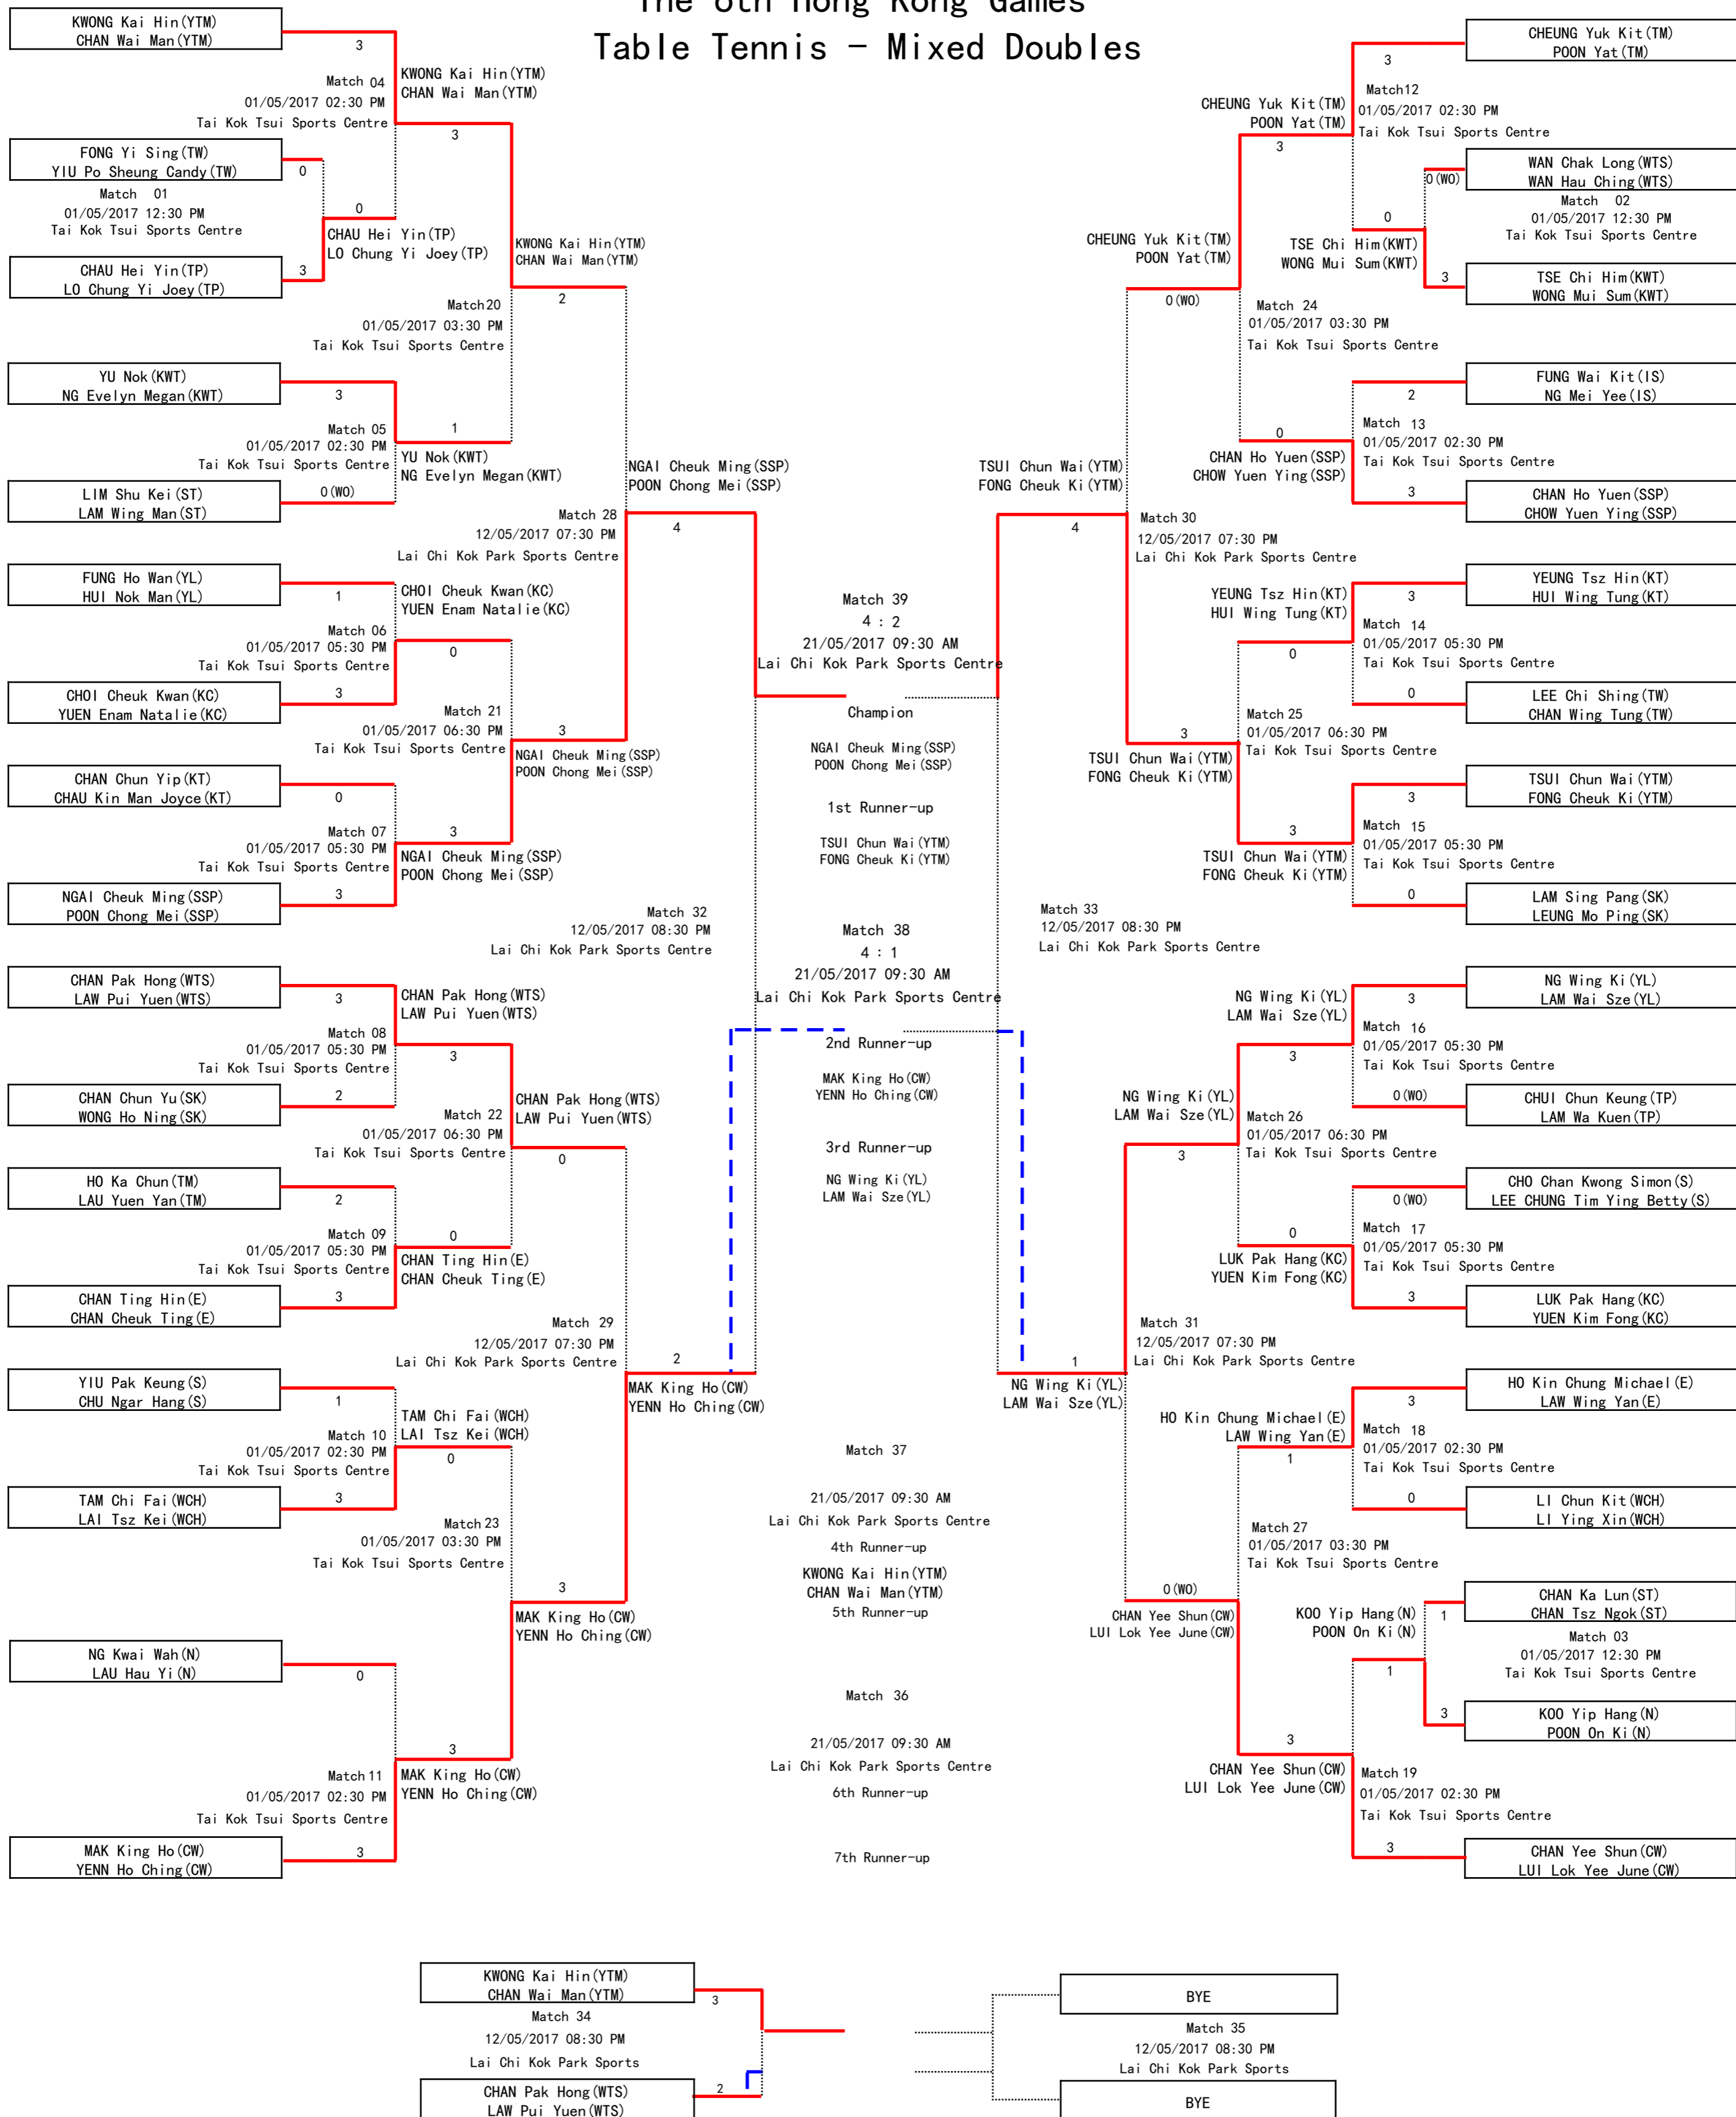 The 6th Hong Kong Games
Table Tennis - Mixed Doubles
KWONG Kai Hin(YTM)
CHAN Wai Man(YTM)
3
Match 04
01/05/2017 02:30 PM
Tai Kok Tsui Sports Centre
KWONG Kai Hin(YTM)
CHAN Wai Man(YTM)
3
FONG Yi Sing(TW)
YIU Po Sheung Candy(TW)
0
Match 01
01/05/2017 12:30 PM
Tai Kok Tsui Sports Centre
0
CHAU Hei Yin(TP)
LO Chung Yi Joey(TP)
CHAU Hei Yin(TP)
LO Chung Yi Joey(TP)
3
KWONG Kai Hin(YTM)
CHAN Wai Man(YTM)
2
Match20
01/05/2017 03:30 PM
Tai Kok Tsui Sports Centre
YU Nok(KWT)
NG Evelyn Megan(KWT)
3
Match 05
01/05/2017 02:30 PM
Tai Kok Tsui Sports Centre
1
YU Nok(KWT)
NG Evelyn Megan(KWT)
LIM Shu Kei(ST)
LAM Wing Man(ST)
0(WO)
NGAI Cheuk Ming(SSP)
POON Chong Mei(SSP)
4
Match 28
12/05/2017 07:30 PM
Lai Chi Kok Park Sports Centre
FUNG Ho Wan(YL)
HUI Nok Man(YL)
1
Match 06
01/05/2017 05:30 PM
Tai Kok Tsui Sports Centre
CHOI Cheuk Kwan(KC)
YUEN Enam Natalie(KC)
0
CHOI Cheuk Kwan(KC)
YUEN Enam Natalie(KC)
3
Match 21
01/05/2017 06:30 PM
Tai Kok Tsui Sports Centre
3
NGAI Cheuk Ming(SSP)
POON Chong Mei(SSP)
CHAN Chun Yip(KT)
CHAU Kin Man Joyce(KT)
0
Match 07
01/05/2017 05:30 PM
Tai Kok Tsui Sports Centre
3
NGAI Cheuk Ming(SSP)
POON Chong Mei(SSP)
NGAI Cheuk Ming(SSP)
POON Chong Mei(SSP)
3
Match 32
12/05/2017 08:30 PM
Lai Chi Kok Park Sports Centre
CHAN Pak Hong(WTS)
LAW Pui Yuen(WTS)
3
Match 08
01/05/2017 05:30 PM
Tai Kok Tsui Sports Centre
CHAN Pak Hong(WTS)
LAW Pui Yuen(WTS)
3
CHAN Chun Yu(SK)
WONG Ho Ning(SK)
2
Match 22
01/05/2017 06:30 PM
Tai Kok Tsui Sports Centre
CHAN Pak Hong(WTS)
LAW Pui Yuen(WTS)
0
HO Ka Chun(TM)
LAU Yuen Yan(TM)
2
Match 09
01/05/2017 05:30 PM
Tai Kok Tsui Sports Centre
0
CHAN Ting Hin(E)
CHAN Cheuk Ting(E)
CHAN Ting Hin(E)
CHAN Cheuk Ting(E)
3
Match 29
12/05/2017 07:30 PM
Lai Chi Kok Park Sports Centre
2
MAK King Ho(CW)
YENN Ho Ching(CW)
YIU Pak Keung(S)
CHU Ngar Hang(S)
1
Match 10
01/05/2017 02:30 PM
Tai Kok Tsui Sports Centre
TAM Chi Fai(WCH)
LAI Tsz Kei(WCH)
0
TAM Chi Fai(WCH)
LAI Tsz Kei(WCH)
3
Match 23
01/05/2017 03:30 PM
Tai Kok Tsui Sports Centre
3
MAK King Ho(CW)
YENN Ho Ching(CW)
NG Kwai Wah(N)
LAU Hau Yi(N)
0
Match 11
01/05/2017 02:30 PM
Tai Kok Tsui Sports Centre
3
MAK King Ho(CW)
YENN Ho Ching(CW)
MAK King Ho(CW)
YENN Ho Ching(CW)
3
Match 39
4 : 2
21/05/2017 09:30 AM
Lai Chi Kok Park Sports Centre
Champion
NGAI Cheuk Ming(SSP)
POON Chong Mei(SSP)
1st Runner-up
TSUI Chun Wai(YTM)
FONG Cheuk Ki(YTM)
Match 38
4 : 1
21/05/2017 09:30 AM
Lai Chi Kok Park Sports Centre
2nd Runner-up
MAK King Ho(CW)
YENN Ho Ching(CW)
3rd Runner-up
NG Wing Ki(YL)
LAM Wai Sze(YL)
Match 37
21/05/2017 09:30 AM
Lai Chi Kok Park Sports Centre
4th Runner-up
KWONG Kai Hin(YTM)
CHAN Wai Man(YTM)
5th Runner-up
Match 36
21/05/2017 09:30 AM
Lai Chi Kok Park Sports Centre
6th Runner-up
7th Runner-up
CHEUNG Yuk Kit(TM)
POON Yat(TM)
3
Match12
01/05/2017 02:30 PM
Tai Kok Tsui Sports Centre
CHEUNG Yuk Kit(TM)
POON Yat(TM)
3
WAN Chak Long(WTS)
WAN Hau Ching(WTS)
0(WO)
Match 02
01/05/2017 12:30 PM
Tai Kok Tsui Sports Centre
0
TSE Chi Him(KWT)
WONG Mui Sum(KWT)
TSE Chi Him(KWT)
WONG Mui Sum(KWT)
3
CHEUNG Yuk Kit(TM)
POON Yat(TM)
0(WO)
Match 24
01/05/2017 03:30 PM
Tai Kok Tsui Sports Centre
FUNG Wai Kit(IS)
NG Mei Yee(IS)
2
Match 13
01/05/2017 02:30 PM
Tai Kok Tsui Sports Centre
0
CHAN Ho Yuen(SSP)
CHOW Yuen Ying(SSP)
CHAN Ho Yuen(SSP)
CHOW Yuen Ying(SSP)
3
TSUI Chun Wai(YTM)
FONG Cheuk Ki(YTM)
4
Match 30
12/05/2017 07:30 PM
Lai Chi Kok Park Sports Centre
YEUNG Tsz Hin(KT)
HUI Wing Tung(KT)
3
Match 14
01/05/2017 05:30 PM
Tai Kok Tsui Sports Centre
YEUNG Tsz Hin(KT)
HUI Wing Tung(KT)
0
LEE Chi Shing(TW)
CHAN Wing Tung(TW)
0
Match 25
01/05/2017 06:30 PM
Tai Kok Tsui Sports Centre
3
TSUI Chun Wai(YTM)
FONG Cheuk Ki(YTM)
TSUI Chun Wai(YTM)
FONG Cheuk Ki(YTM)
3
Match 15
01/05/2017 05:30 PM
Tai Kok Tsui Sports Centre
3
TSUI Chun Wai(YTM)
FONG Cheuk Ki(YTM)
LAM Sing Pang(SK)
LEUNG Mo Ping(SK)
0
Match 33
12/05/2017 08:30 PM
Lai Chi Kok Park Sports Centre
NG Wing Ki(YL)
LAM Wai Sze(YL)
3
Match 16
01/05/2017 05:30 PM
Tai Kok Tsui Sports Centre
NG Wing Ki(YL)
LAM Wai Sze(YL)
3
CHUI Chun Keung(TP)
LAM Wa Kuen(TP)
0(WO)
NG Wing Ki(YL)
LAM Wai Sze(YL)
3
Match 26
01/05/2017 06:30 PM
Tai Kok Tsui Sports Centre
CHO Chan Kwong Simon(S)
LEE CHUNG Tim Ying Betty(S)
0(WO)
Match 17
01/05/2017 05:30 PM
Tai Kok Tsui Sports Centre
0
LUK Pak Hang(KC)
YUEN Kim Fong(KC)
LUK Pak Hang(KC)
YUEN Kim Fong(KC)
3
Match 31
12/05/2017 07:30 PM
Lai Chi Kok Park Sports Centre
1
NG Wing Ki(YL)
LAM Wai Sze(YL)
HO Kin Chung Michael(E)
LAW Wing Yan(E)
3
Match 18
01/05/2017 02:30 PM
Tai Kok Tsui Sports Centre
HO Kin Chung Michael(E)
LAW Wing Yan(E)
1
LI Chun Kit(WCH)
LI Ying Xin(WCH)
0
Match 27
01/05/2017 03:30 PM
Tai Kok Tsui Sports Centre
0(WO)
CHAN Yee Shun(CW)
LUI Lok Yee June(CW)
CHAN Ka Lun(ST)
CHAN Tsz Ngok(ST)
1
Match 03
01/05/2017 12:30 PM
Tai Kok Tsui Sports Centre
KOO Yip Hang(N)
POON On Ki(N)
1
KOO Yip Hang(N)
POON On Ki(N)
3
3
CHAN Yee Shun(CW)
LUI Lok Yee June(CW)
Match 19
01/05/2017 02:30 PM
Tai Kok Tsui Sports Centre
CHAN Yee Shun(CW)
LUI Lok Yee June(CW)
3
KWONG Kai Hin(YTM)
CHAN Wai Man(YTM)
3
Match 34
12/05/2017 08:30 PM
Lai Chi Kok Park Sports
CHAN Pak Hong(WTS)
LAW Pui Yuen(WTS)
2
BYE
Match 35
12/05/2017 08:30 PM
Lai Chi Kok Park Sports
BYE